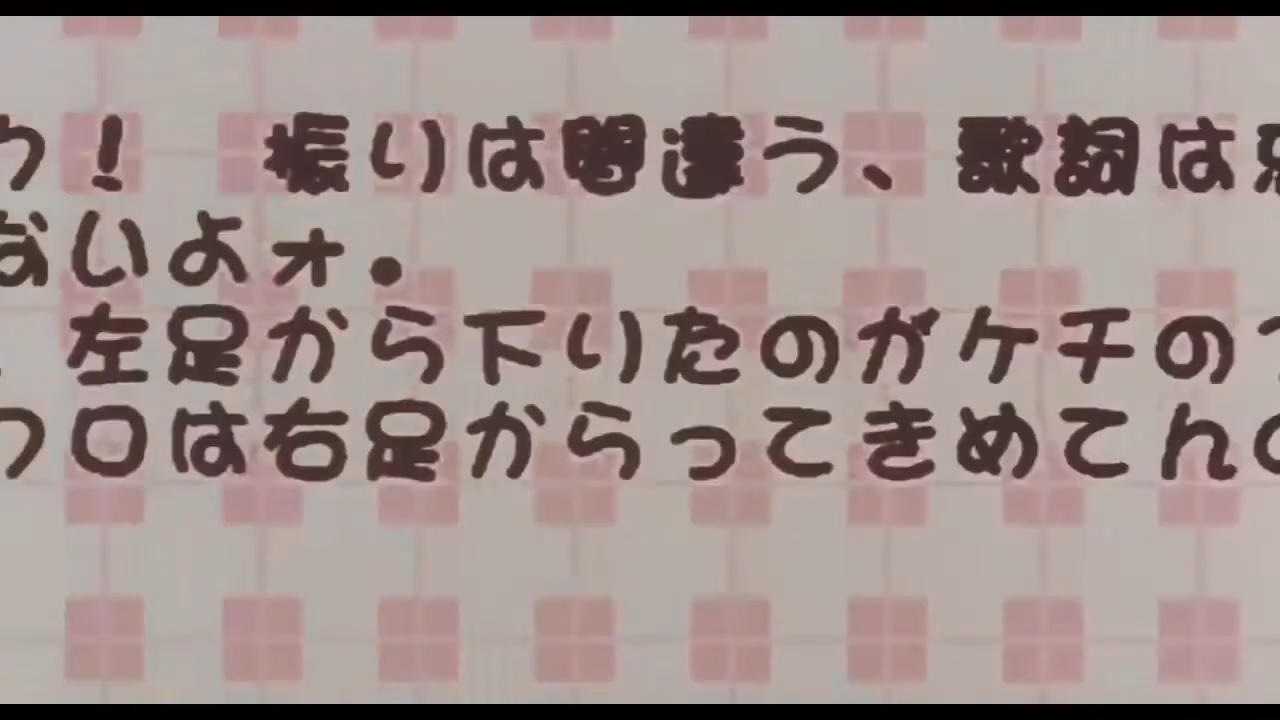 ！　振りは間違う、歌詞は
ないよォ。
左足から下りたのがケチの
フロは右足からってきめてん